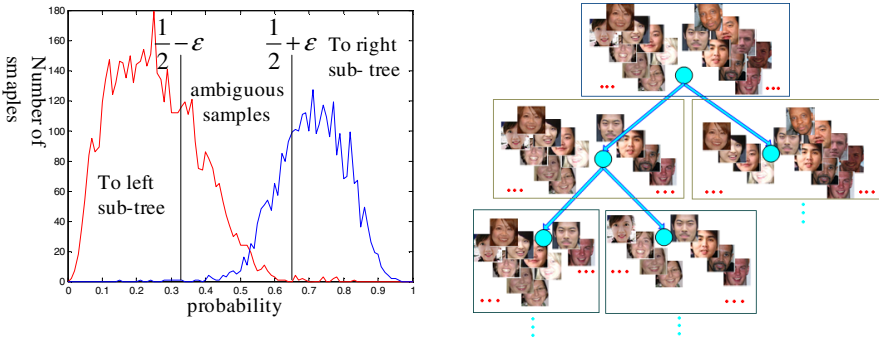 180
160
140
120
100
80
60
40
20
0
Number of
smaples
1/2 − ε
1/2 + ε
To right
sub- tree
ambiguous
samples
To left
sub-tree
0 0.1 0.2 0.3 0.4 0.5 0.6 0.7 0.8 0.9 1
probability